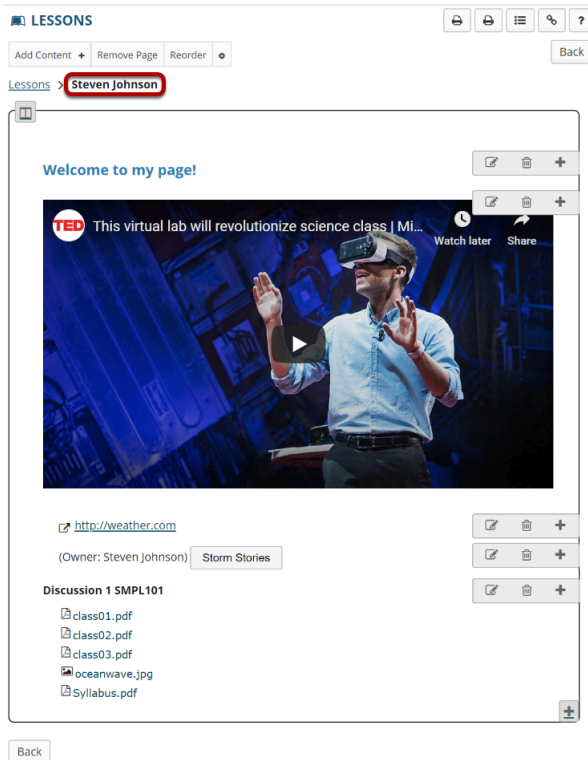 LESSONS
?
Add Content + Remove Page Reorder
Back
Lessons > Steven Johnson
Welcome to my page!
TED This virtual lab will revolutionize science class | Mi...
Watch later Share
http://weather.com
(Owner: Steven Johnson) Storm Stories
Discussion 1 SMPL101
class01.pdf
class02.pdf
class03.pdf
oceanwave.jpg
Syllabus.pdf
Back